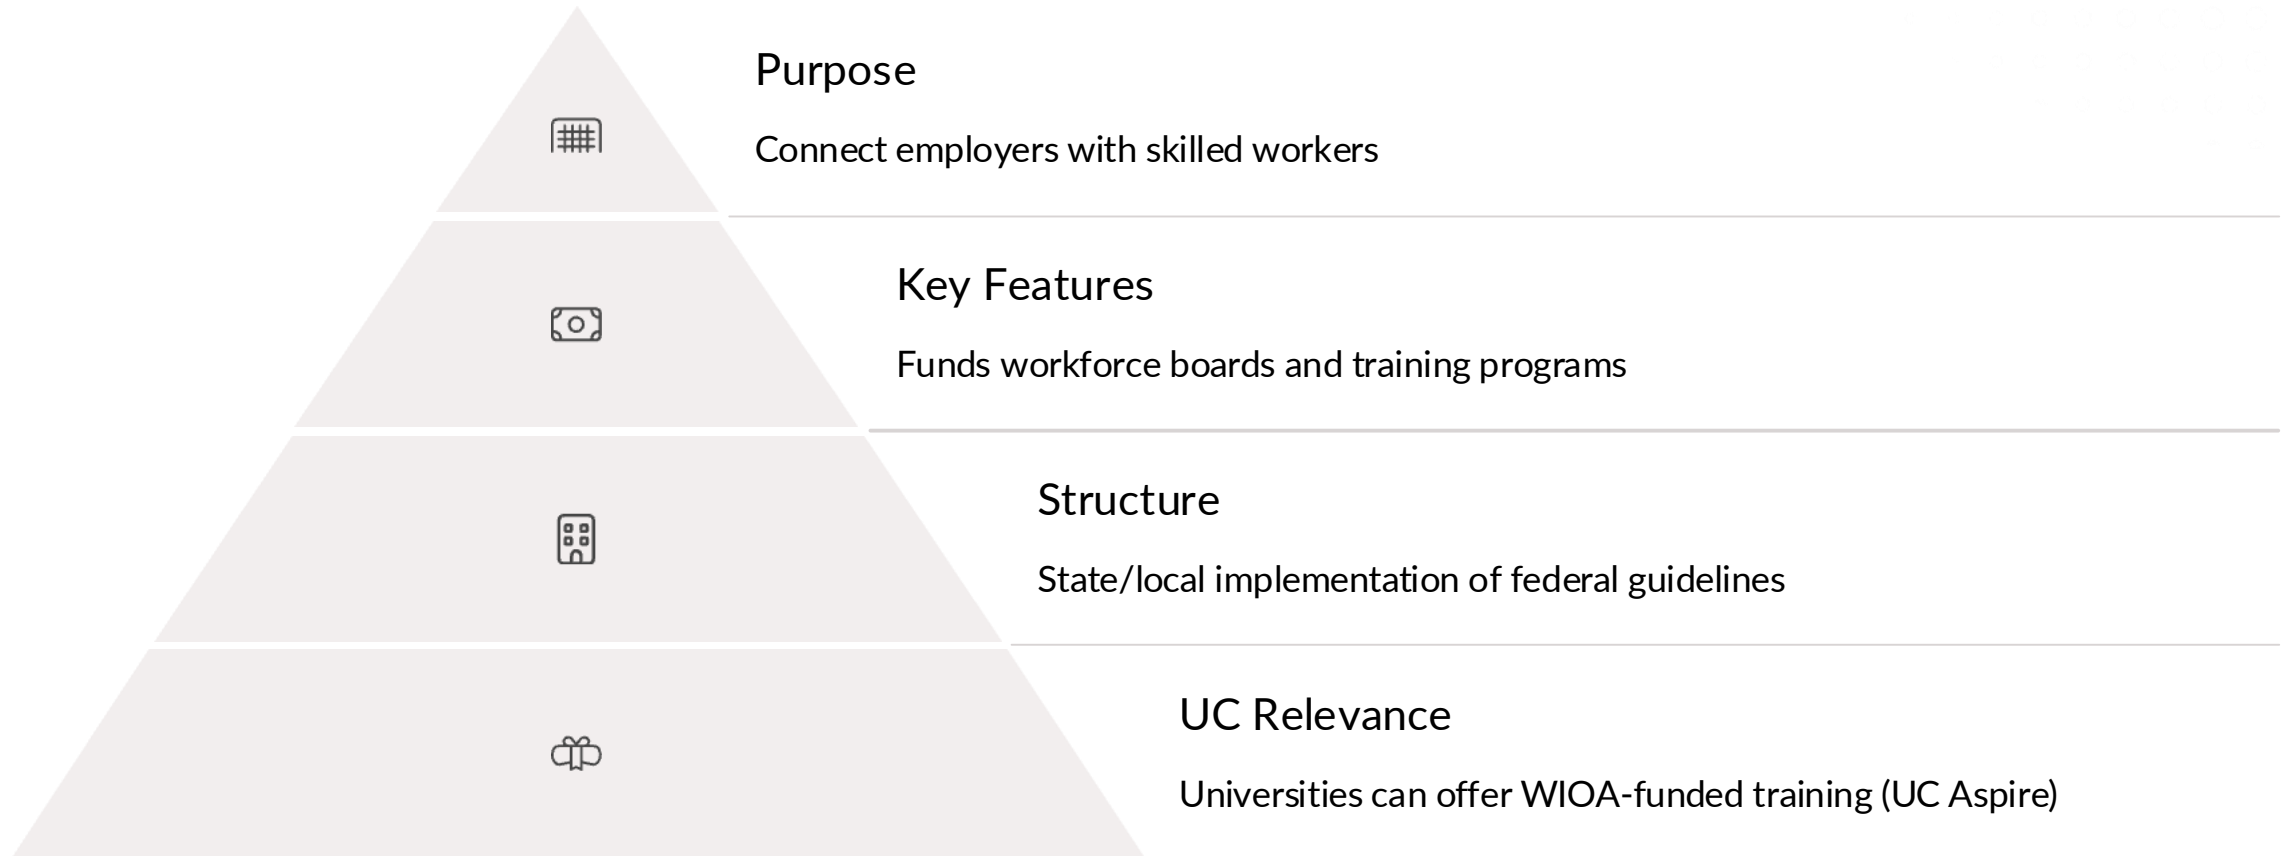 Purpose
Connect employers with skilled workers
Key Features
Funds workforce boards and training programs
Structure
State/local implementation of federal guidelines
UC Relevance
Universities can offer WIOA-funded training (UC Aspire)